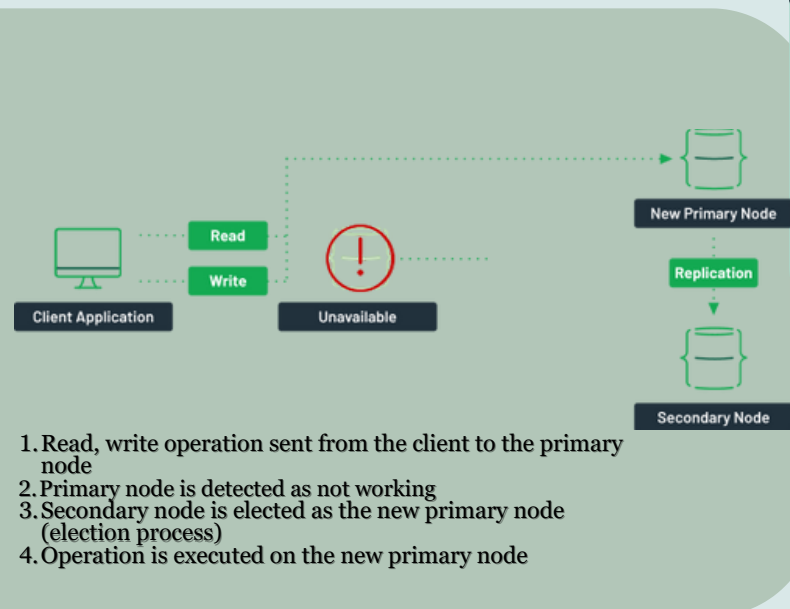 New Primary Node
Read
Replication
Write
Client Application
Unavailable
Secondary Node
1. Read, write operation sent from the client to the primary
node
2. Primary node is detected as not working
3. Secondary node is elected as the new primary node
(election process)
4. Operation is executed on the new primary node